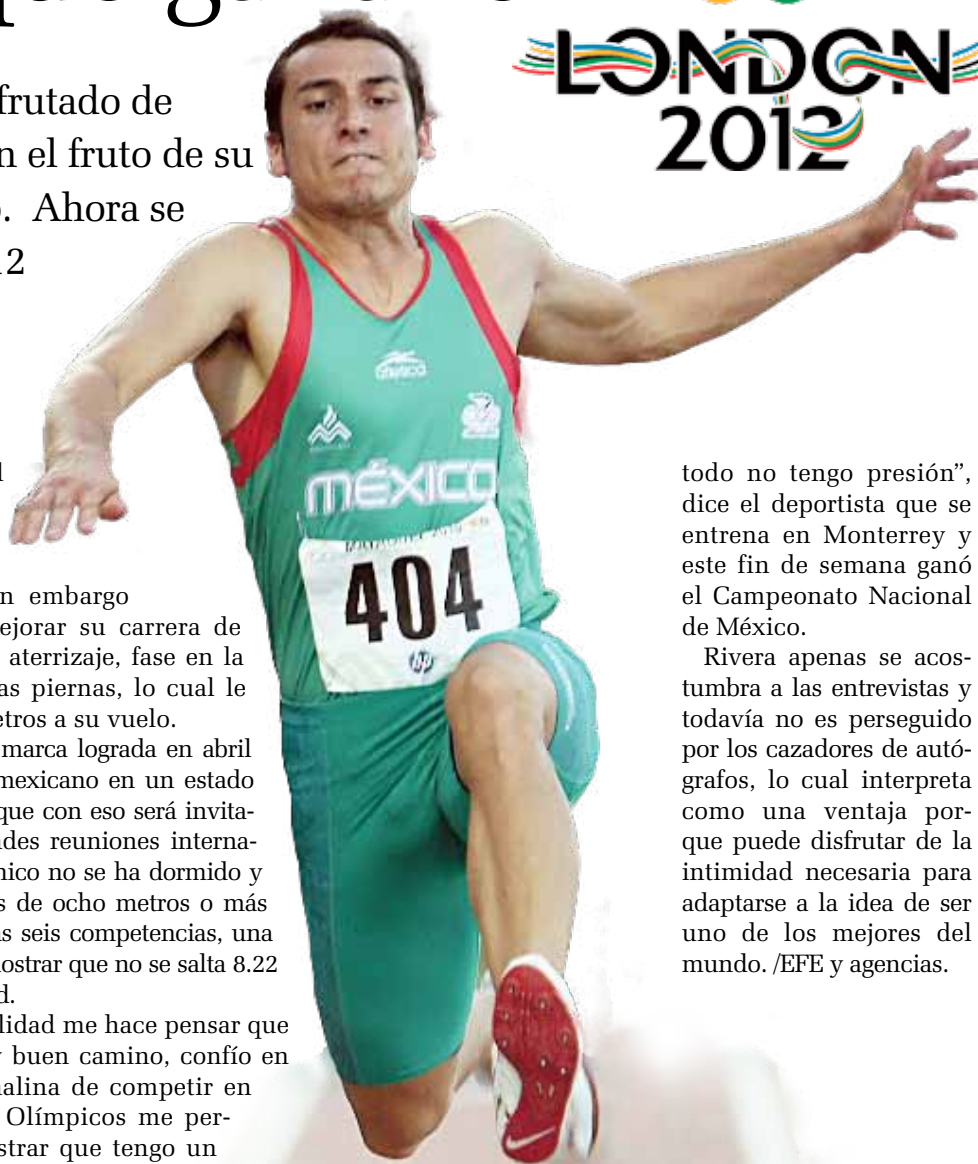 LONDON
2012
frutado de
n el fruto de su
. Ahora se
12
n embargo
ejorar su carrera de
aterrizaje, fase en la
as piernas, lo cual le
etros a su vuelo.
marca lograda en abril
mexicano en un estado
que con eso será invita-
des reuniones interna-
nico no se ha dormido y
s de ocho metros o más
s seis competencias, una
ostrar que no se salta 8.22
d.
lidad me hace pensar que
buen camino, confío en
nalina de competir en
Olímpicos me per-
strar que tengo un
MÉXICO
404
hp
todo no tengo presión”,
dice el deportista que se
entrena en Monterrey y
este fin de semana ganó
el Campeonato Nacional
de México.
Rivera apenas se acos-
tumbra a las entrevistas y
todavía no es perseguido
por los cazadores de autó-
grafos, lo cual interpreta
como una ventaja por-
que puede disfrutar de la
intimidad necesaria para
adaptarse a la idea de ser
uno de los mejores del
mundo. /EFE y agencias.